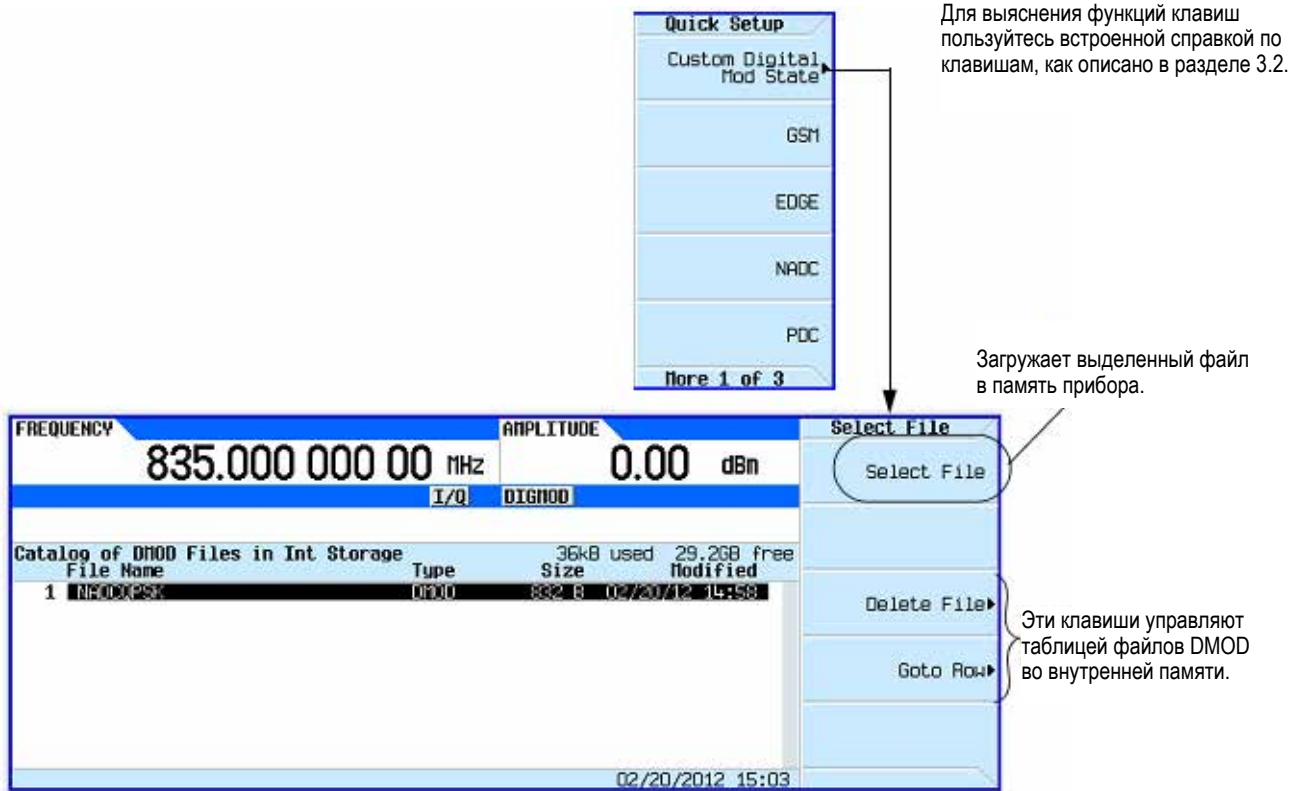 Quick Setup
Custom Digital
Mod State
GSM
EDGE
NADC
PDC
More 1 of 3
Для выяснения функций клавиш
пользуйтесь встроенной справкой по
клавишам, как описано в разделе 3.2.
Загружает выделенный файл
в память прибора.
FREQUENCY
835.000 000 00 MHz
AMPLITUDE
0.00 dBm
I/Q DIGMOD
Catalog of DMOD Files in Int Storage 36kB used 29.2GB free
File Name Type Size Modified
1 NADCQPSK DMOD 832 B 02/20/12 14:58
02/20/2012 15:03
Select File
Select File
Delete File
Goto Row
Эти клавиши управляют
таблицей файлов DMOD
во внутренней памяти.